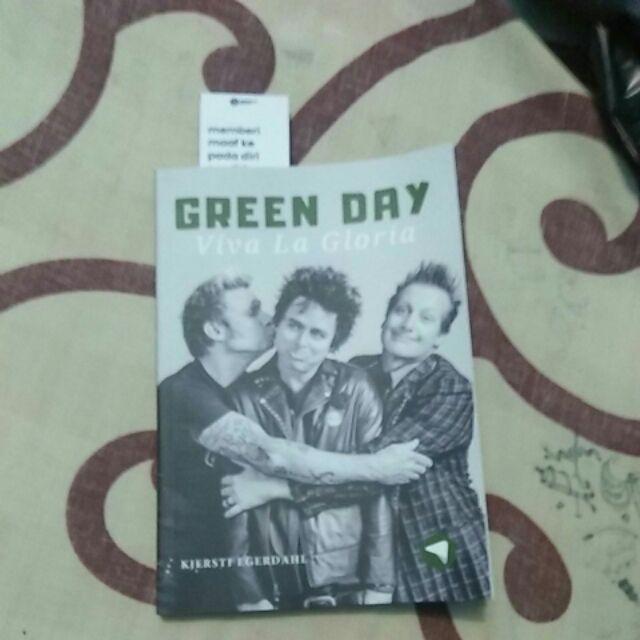 memberi
maaf ke
pada diri
GREEN DAY
Viva La Gloria
KJERSTI EGERDAHL